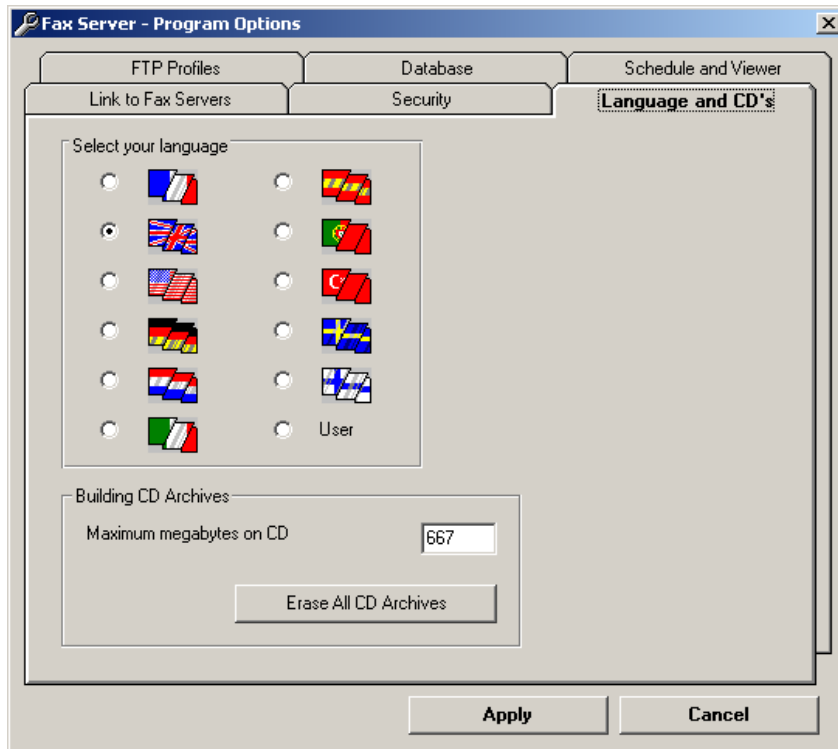 Fax Server - Program Options
FTP Profiles
Database
Schedule and Viewer
Link to Fax Servers
Security
Language and CD's
Select your language
User
Building CD Archives
Maximum megabytes on CD
667
Erase All CD Archives
Apply
Cancel